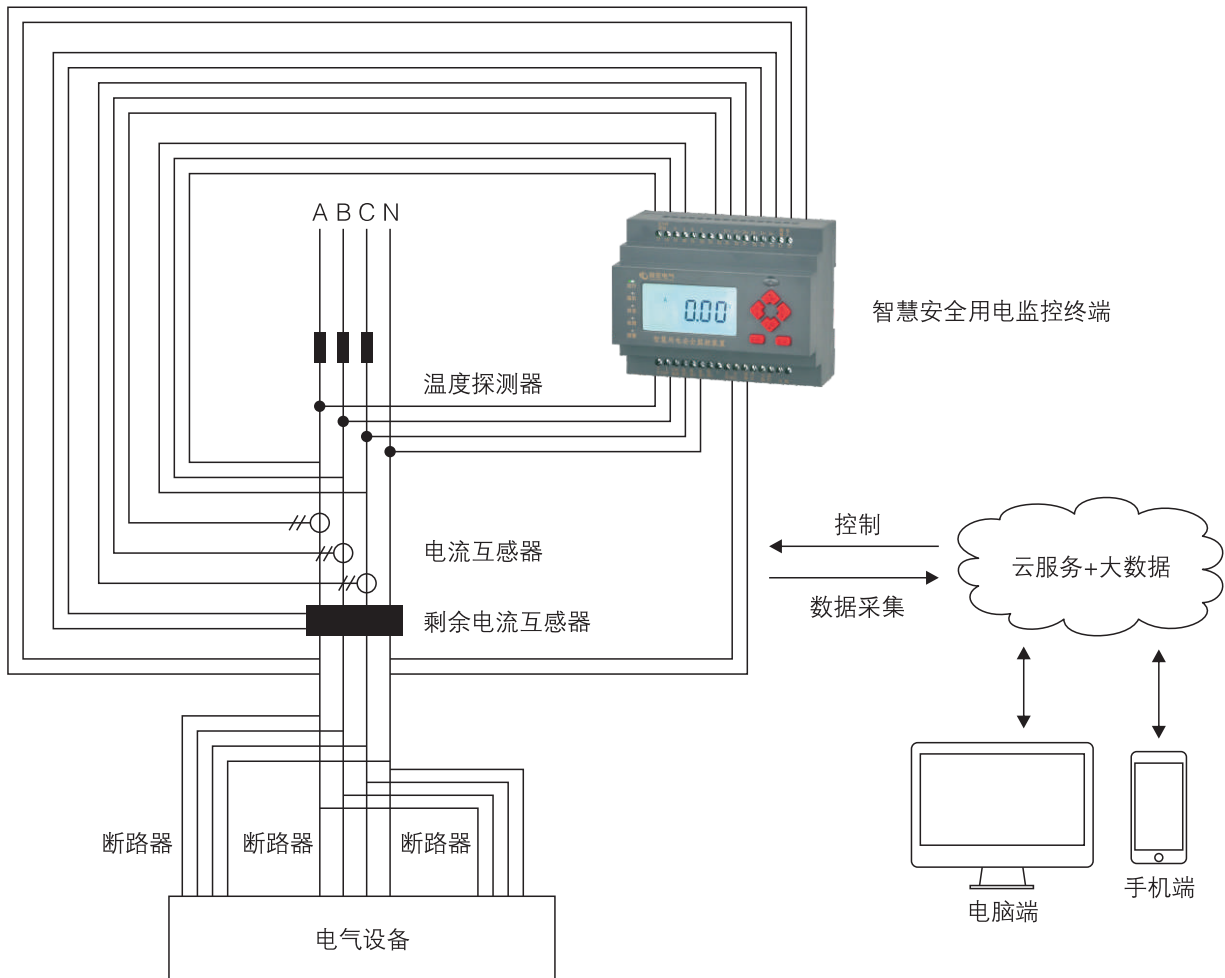 A B C N
0.00
智慧安全用电监控终端
温度探测器
电流互感器
剩余电流互感器
控制
数据采集
云服务+大数据
断路器
断路器
断路器
电气设备
电脑端
手机端